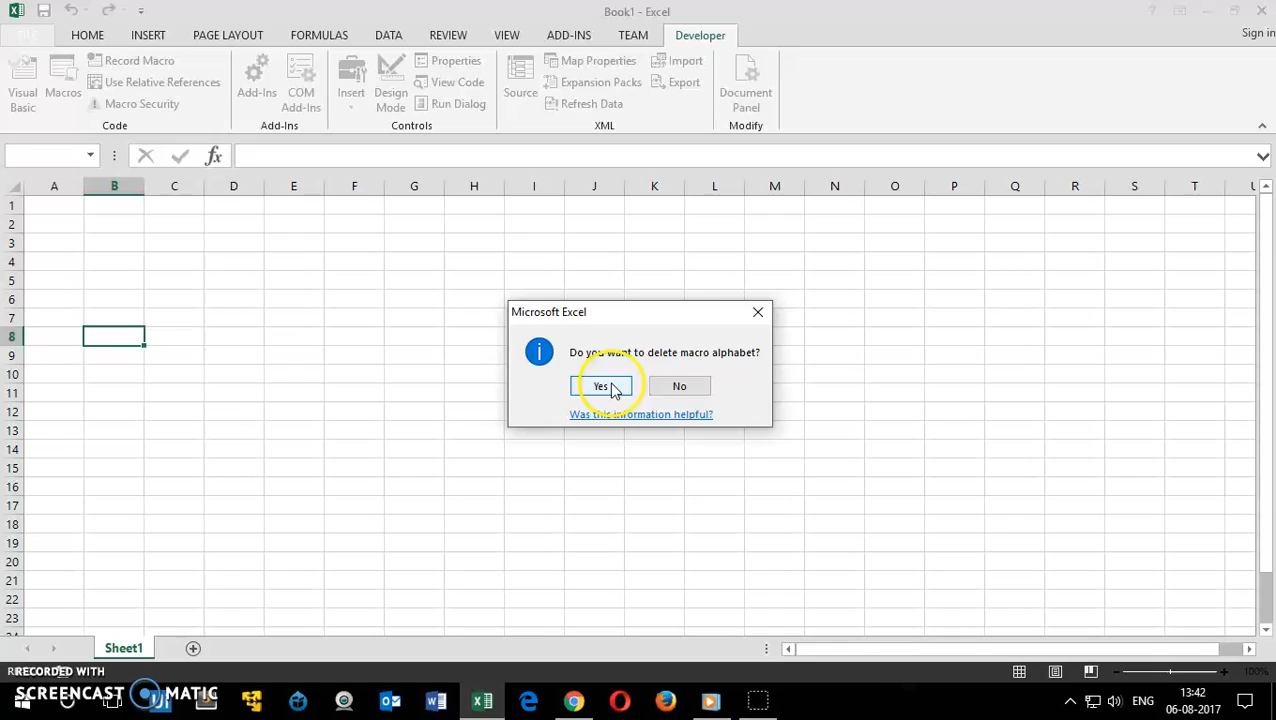 Book1 - Excel
FILE HOME INSERT PAGE LAYOUT FORMULAS DATA REVIEW VIEW ADD-INS TEAM Developer Sign in
Visual Basic
Macros
Record Macro
Use Relative References
Macro Security
Code
Add-Ins
COM Add-Ins
Add-Ins
Insert
Design Mode
Properties
View Code
Run Dialog
Controls
Source
Map Properties
Expansion Packs
Refresh Data
Import
Export
XML
Document Panel
Modify
fx
A B C D E F G H I J K L M N O P Q R S T U
1
2
3
4
5
6
7
8
9
10
11
12
13
14
15
16
17
18
19
20
21
22
23
24
Microsoft Excel
Do you want to delete macro alphabet?
Yes No
Was this information helpful?
Sheet1
RECORDED WITH
SCREENCAST MATIC
100%
ENG
13:42
06-08-2017